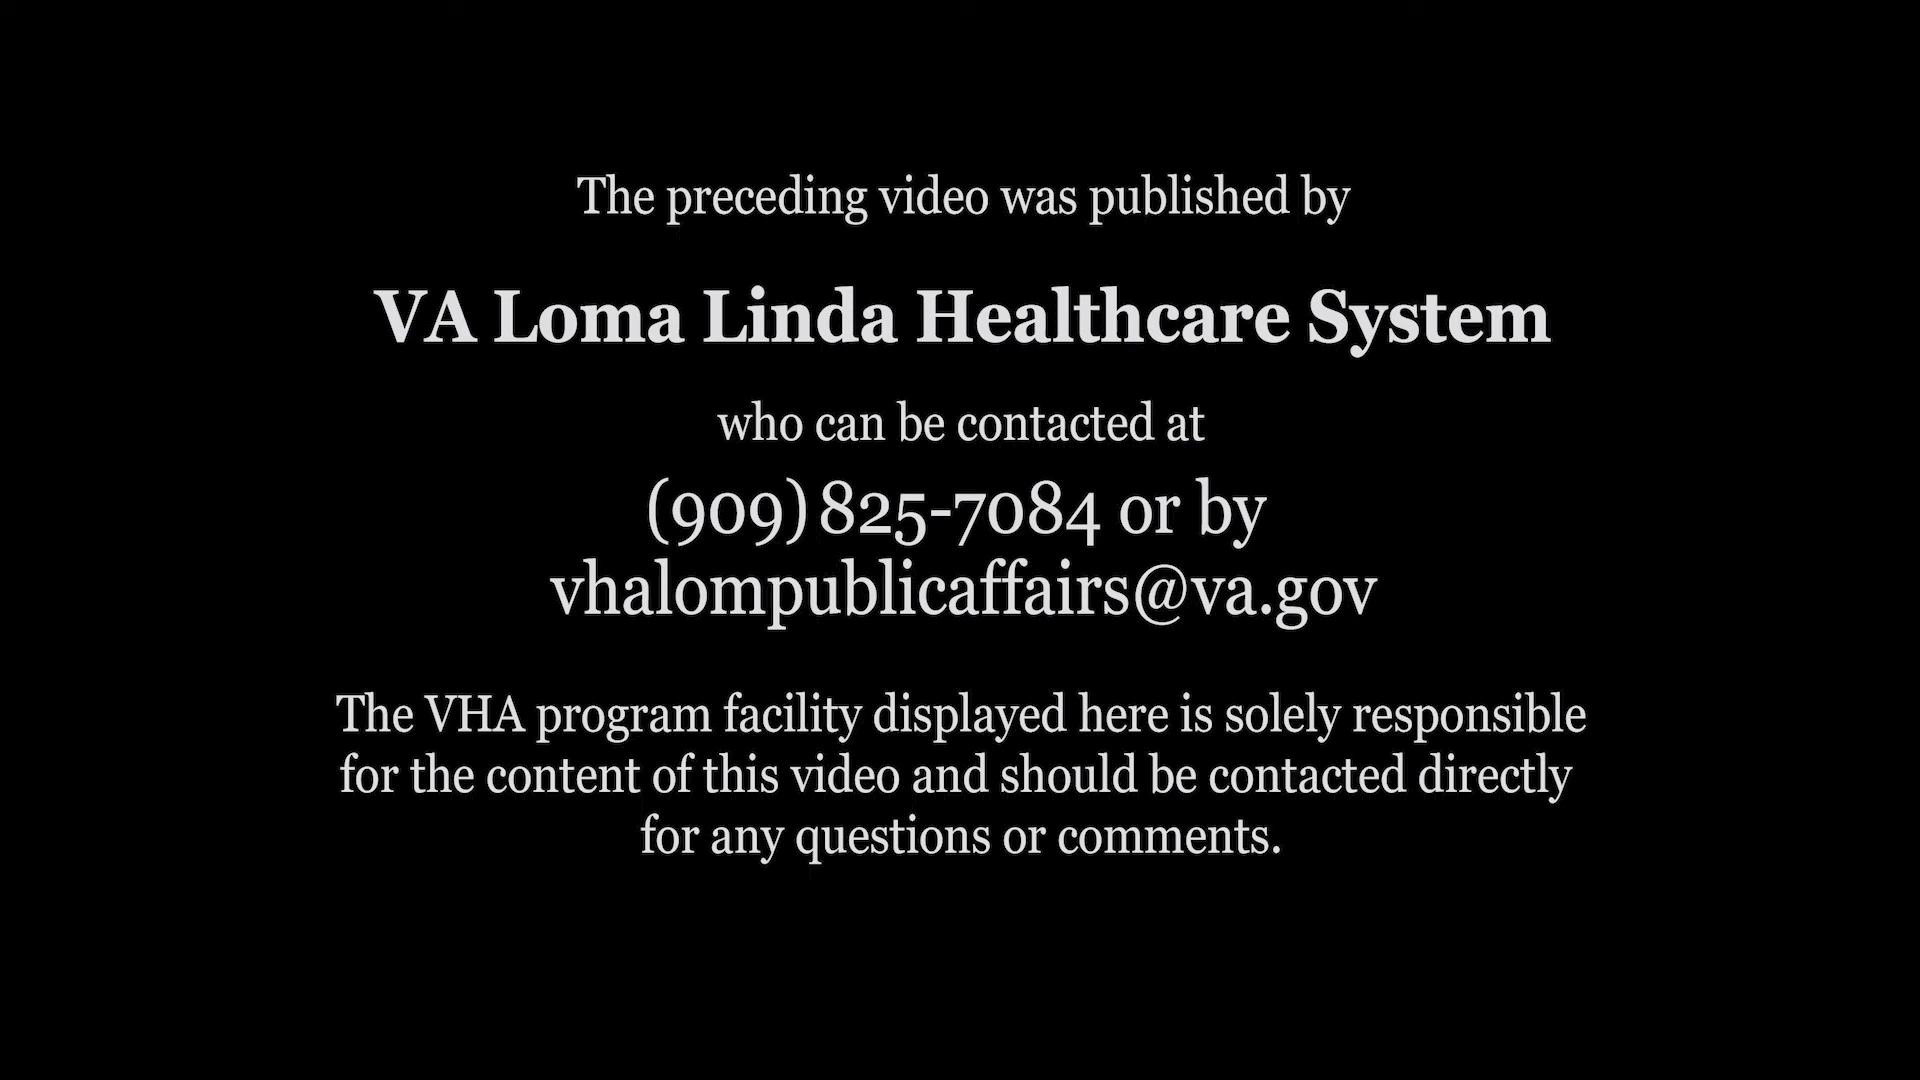 The preceding video was published by
VA Loma Linda Healthcare System
who can be contacted at
(909) 825-7084 or by
vhalompublicaffairs@va.gov
The VHA program facility displayed here is solely responsible
for the content of this video and should be contacted directly
for any questions or comments.